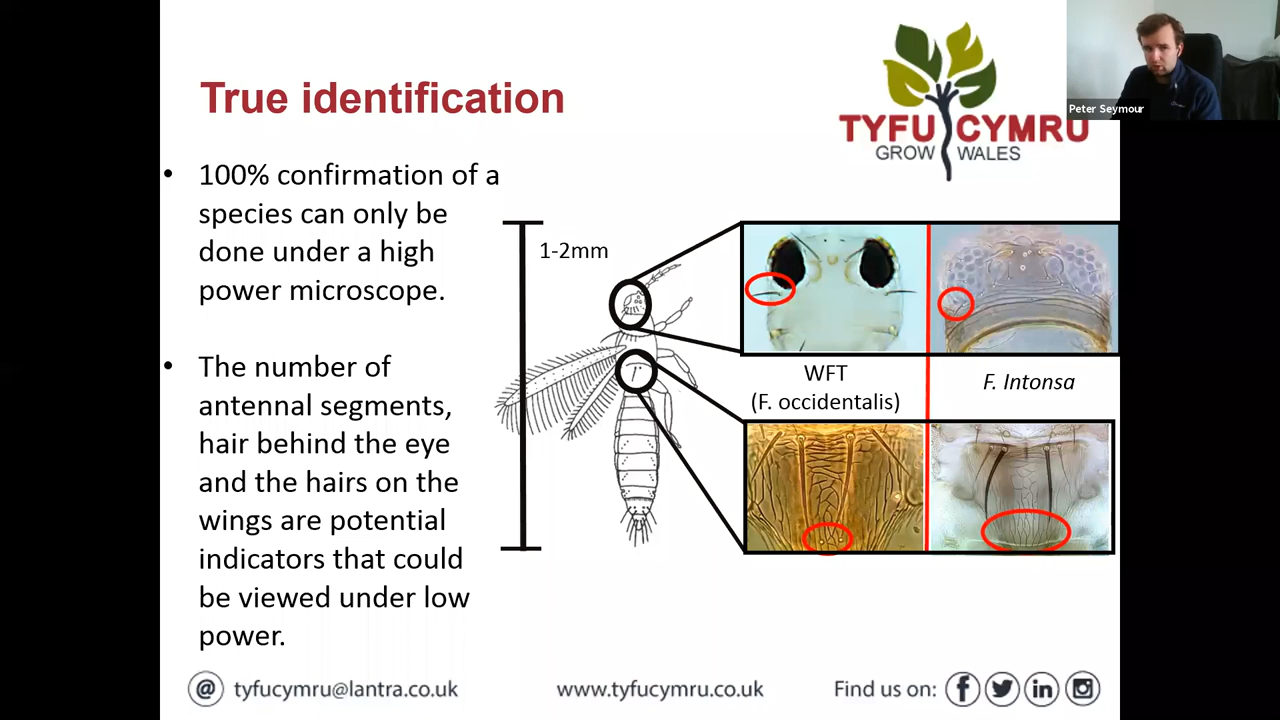 True identification
TYFU CYMRU
GROW WALES
Peter Seymour
• 100% confirmation of a
species can only be
done under a high
power microscope.
• The number of
antennal segments,
hair behind the eye
and the hairs on the
wings are potential
indicators that could
be viewed under low
power.
1-2mm
WFT
(F. occidentalis)
F. Intonsa
@ tyfucymru@lantra.co.uk
www.tyfucymru.co.uk
Find us on: